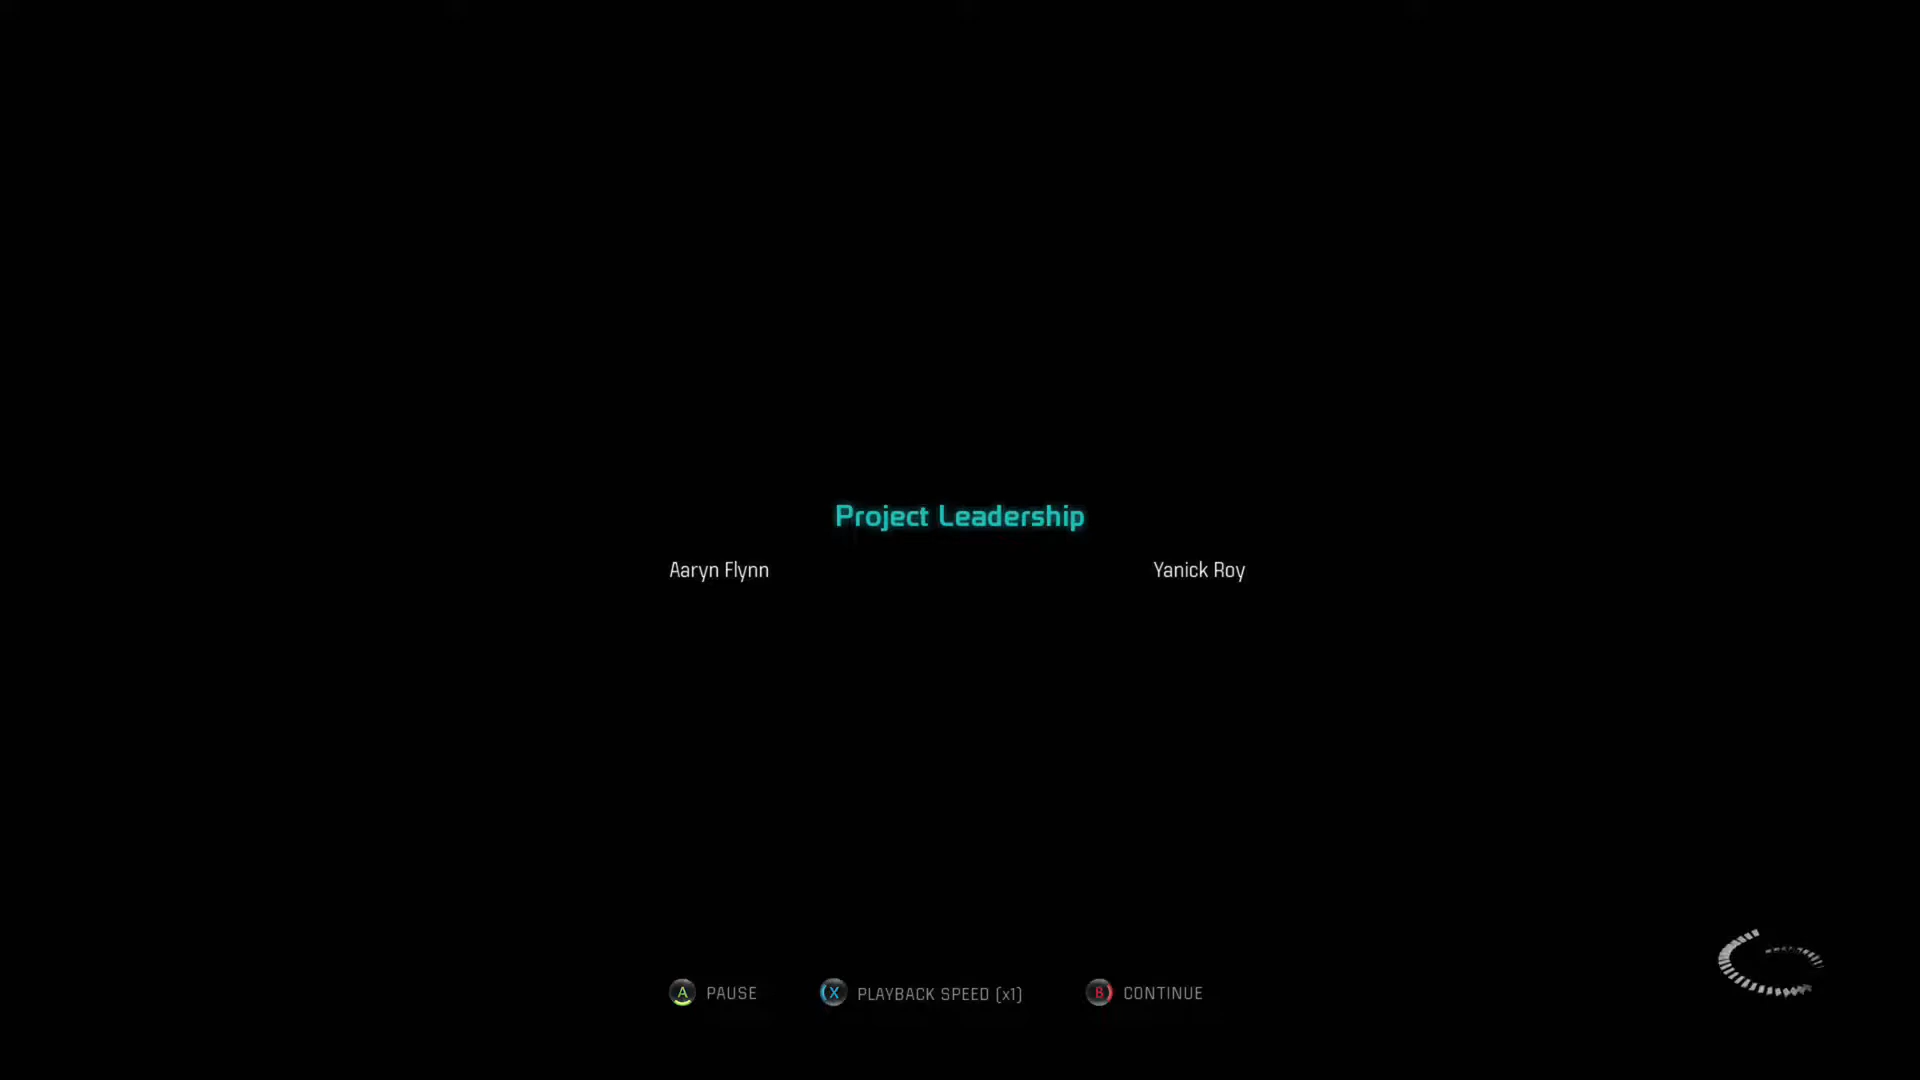 Project Leadership
Aaryn Flynn Yanick Roy
A PAUSE X PLAYBACK SPEED (x1) B CONTINUE